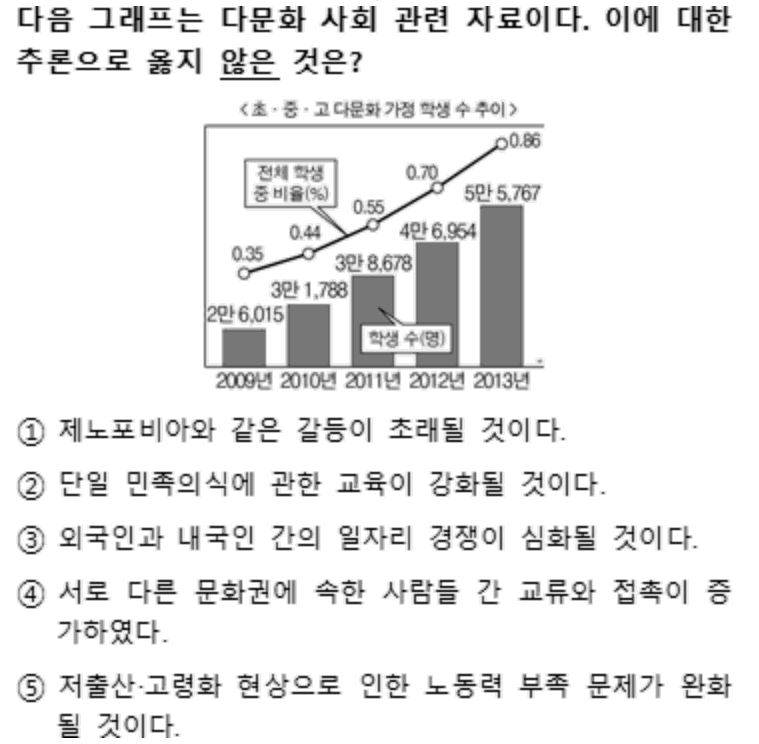 다음 그래프는 다문화 사회 관련 자료이다. 이에 대한
추론으로 옳지 않은 것은?
<초·중·고 다문화 가정 학생 수 추이>
0.86
전체 학생
중 비율(%)
0.70
5만 5,767
0.55
0.44
4만 6,954
0.35
3만 8,678
3만 1,788
2만 6,015
학생 수(명)
2009년 2010년 2011년 2012년 2013년
① 제노포비아와 같은 갈등이 초래될 것이다.
② 단일 민족의식에 관한 교육이 강화될 것이다.
③ 외국인과 내국인 간의 일자리 경쟁이 심화될 것이다.
④ 서로 다른 문화권에 속한 사람들 간 교류와 접촉이 증
가하였다.
⑤ 저출산·고령화 현상으로 인한 노동력 부족 문제가 완화
될 것이다.